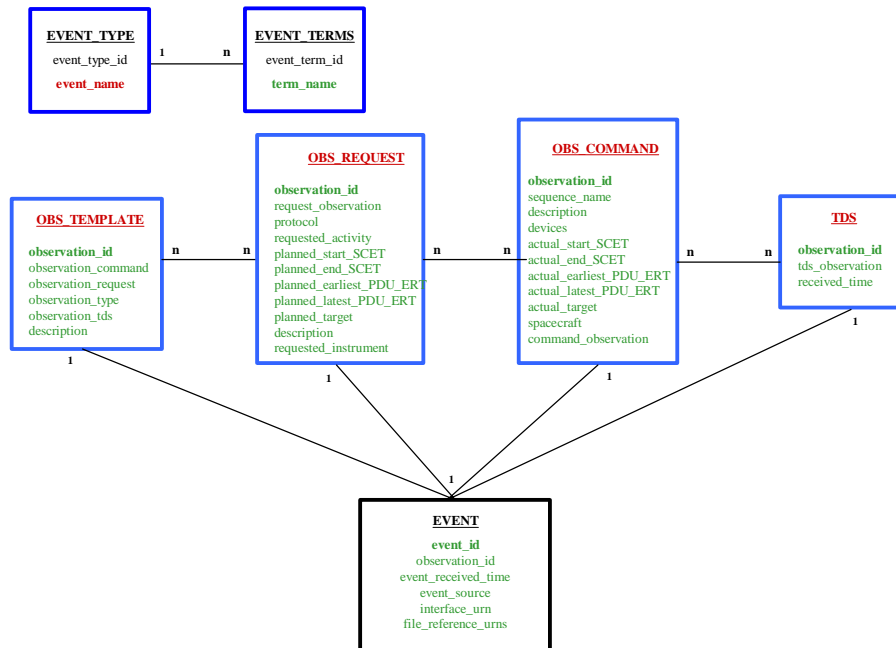 EVENT_TYPE
event_type_id
event_name
1
n
EVENT_TERMS
event_term_id
term_name
OBS_TEMPLATE
observation_id
observation_command
observation_request
observation_type
observation_tds
description
n
n
OBS_REQUEST
observation_id
request_observation
protocol
requested_activity
planned_start_SCET
planned_end_SCET
planned_earliest_PDU_ERT
planned_latest_PDU_ERT
planned_target
description
requested_instrument
n
n
OBS_COMMAND
observation_id
sequence_name
description
devices
actual_start_SCET
actual_end_SCET
actual_earliest_PDU_ERT
actual_latest_PDU_ERT
actual_target
spacecraft
command_observation
n
n
TDS
observation_id
tds_observation
received_time
1
1
1
1
1
EVENT
event_id
observation_id
event_received_time
event_source
interface_urn
file_reference_urns